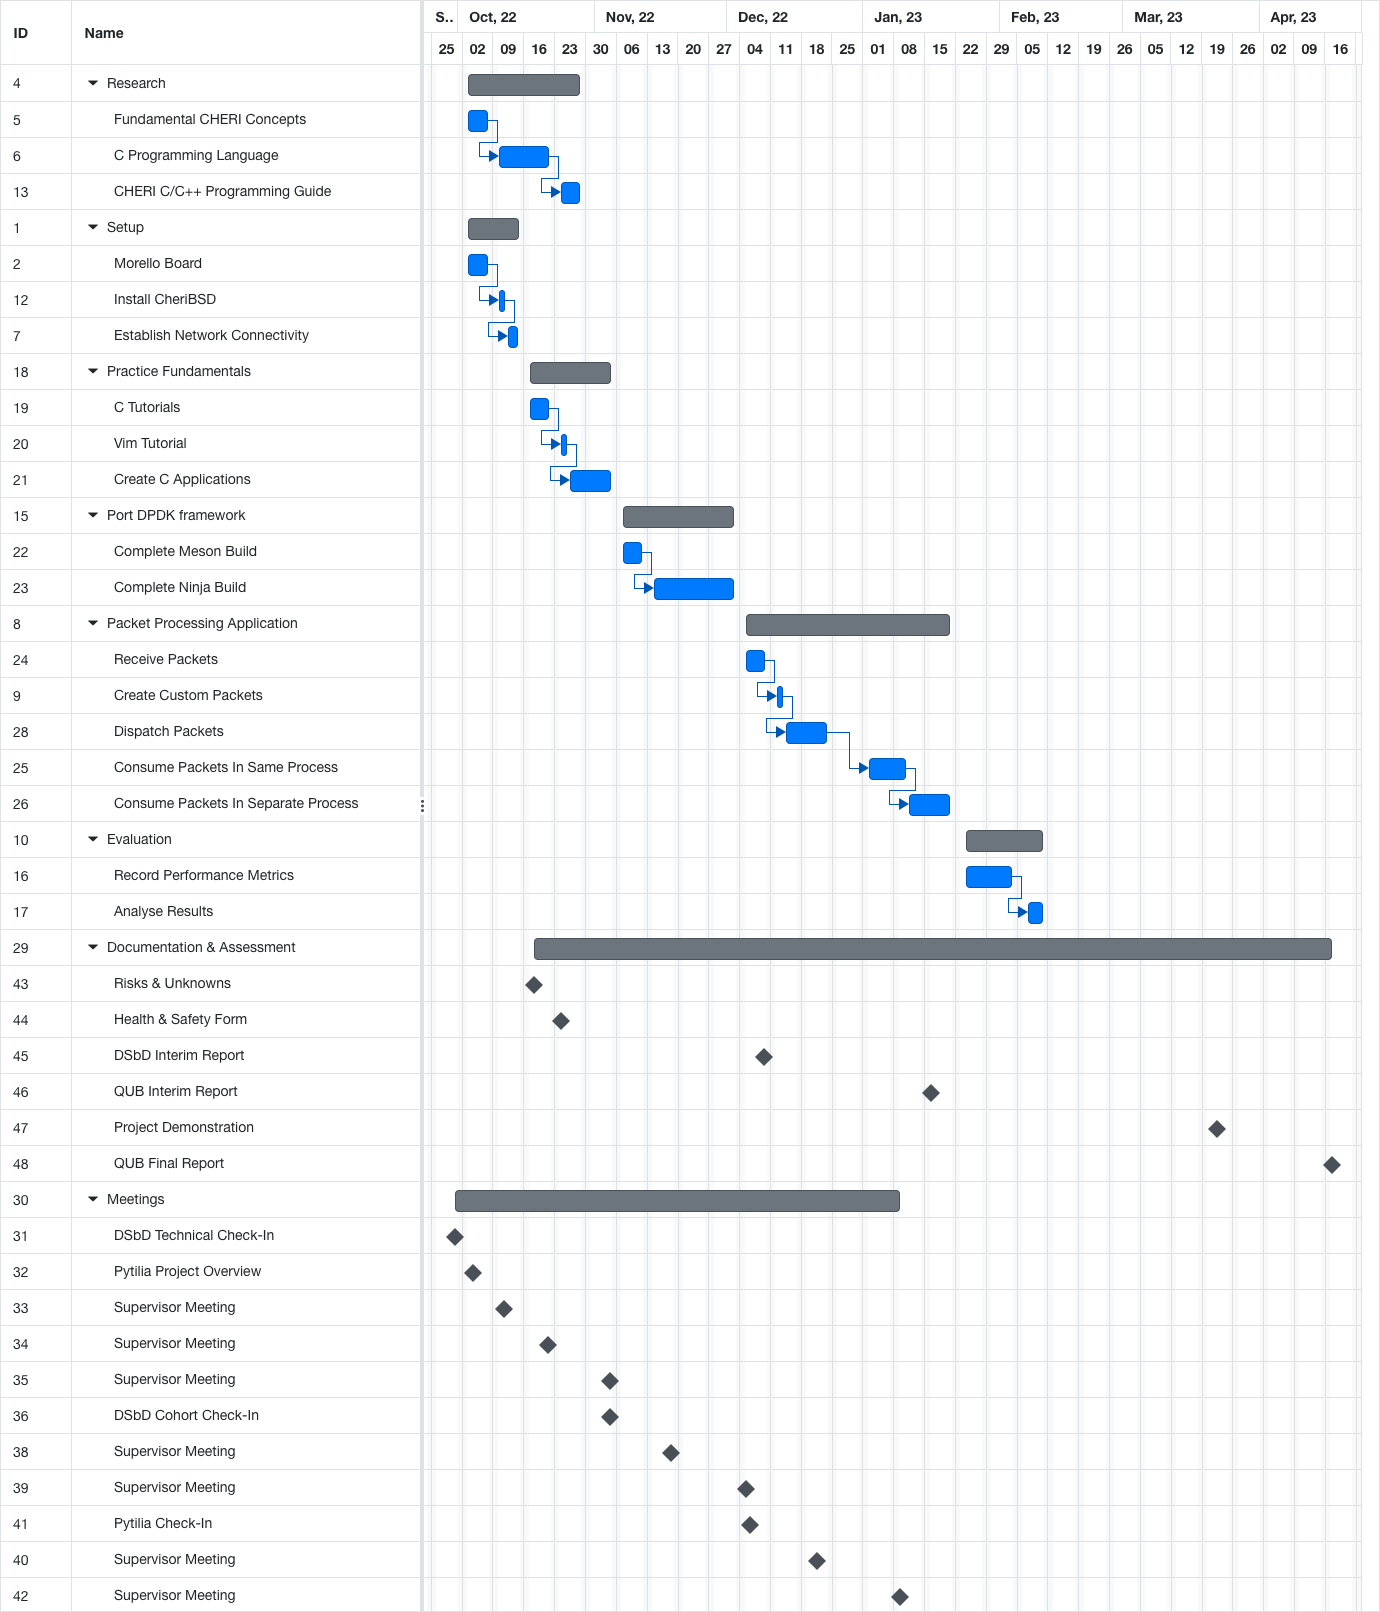 ID Name S.. Oct, 22 Nov, 22 Dec, 22 Jan, 23 Feb, 23 Mar, 23 Apr, 23
25 02 09 16 23 30 06 13 20 27 04 11 18 25 01 08 15 22 29 05 12 19 26 05 12 19 26 02 09 16
4 Research
5 Fundamental CHERI Concepts
6 C Programming Language
13 CHERI C/C++ Programming Guide
1 Setup
2 Morello Board
12 Install CheriBSD
7 Establish Network Connectivity
18 Practice Fundamentals
19 C Tutorials
20 Vim Tutorial
21 Create C Applications
15 Port DPDK framework
22 Complete Meson Build
23 Complete Ninja Build
8 Packet Processing Application
24 Receive Packets
9 Create Custom Packets
28 Dispatch Packets
25 Consume Packets In Same Process
26 Consume Packets In Separate Process
10 Evaluation
16 Record Performance Metrics
17 Analyse Results
29 Documentation & Assessment
43 Risks & Unknowns
44 Health & Safety Form
45 DSbD Interim Report
46 QUB Interim Report
47 Project Demonstration
48 QUB Final Report
30 Meetings
31 DSbD Technical Check-In
32 Pytilia Project Overview
33 Supervisor Meeting
34 Supervisor Meeting
35 Supervisor Meeting
36 DSbD Cohort Check-In
38 Supervisor Meeting
39 Supervisor Meeting
41 Pytilia Check-In
40 Supervisor Meeting
42 Supervisor Meeting